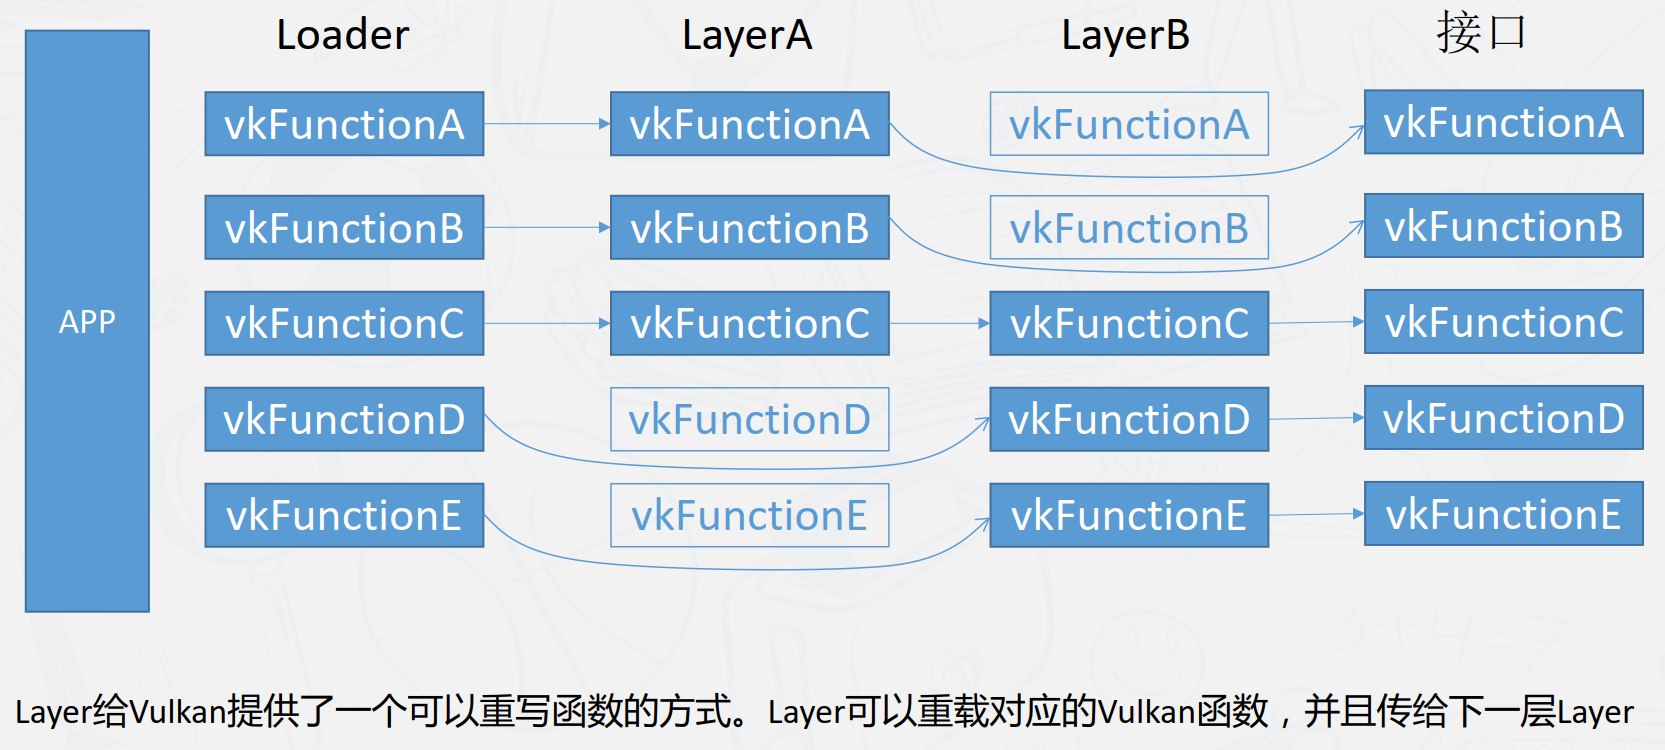 Loader LayerA LayerB 接口
vkFunctionA vkFunctionA vkFunctionA vkFunctionA
vkFunctionB vkFunctionB vkFunctionB vkFunctionB
APP vkFunctionC vkFunctionC vkFunctionC vkFunctionC
vkFunctionD vkFunctionD vkFunctionD vkFunctionD
vkFunctionE vkFunctionE vkFunctionE vkFunctionE
3+4=7
Layer给Vulkan提供了一个可以重写函数的方式。Layer可以重载对应的Vulkan函数，并且传给下一层Layer